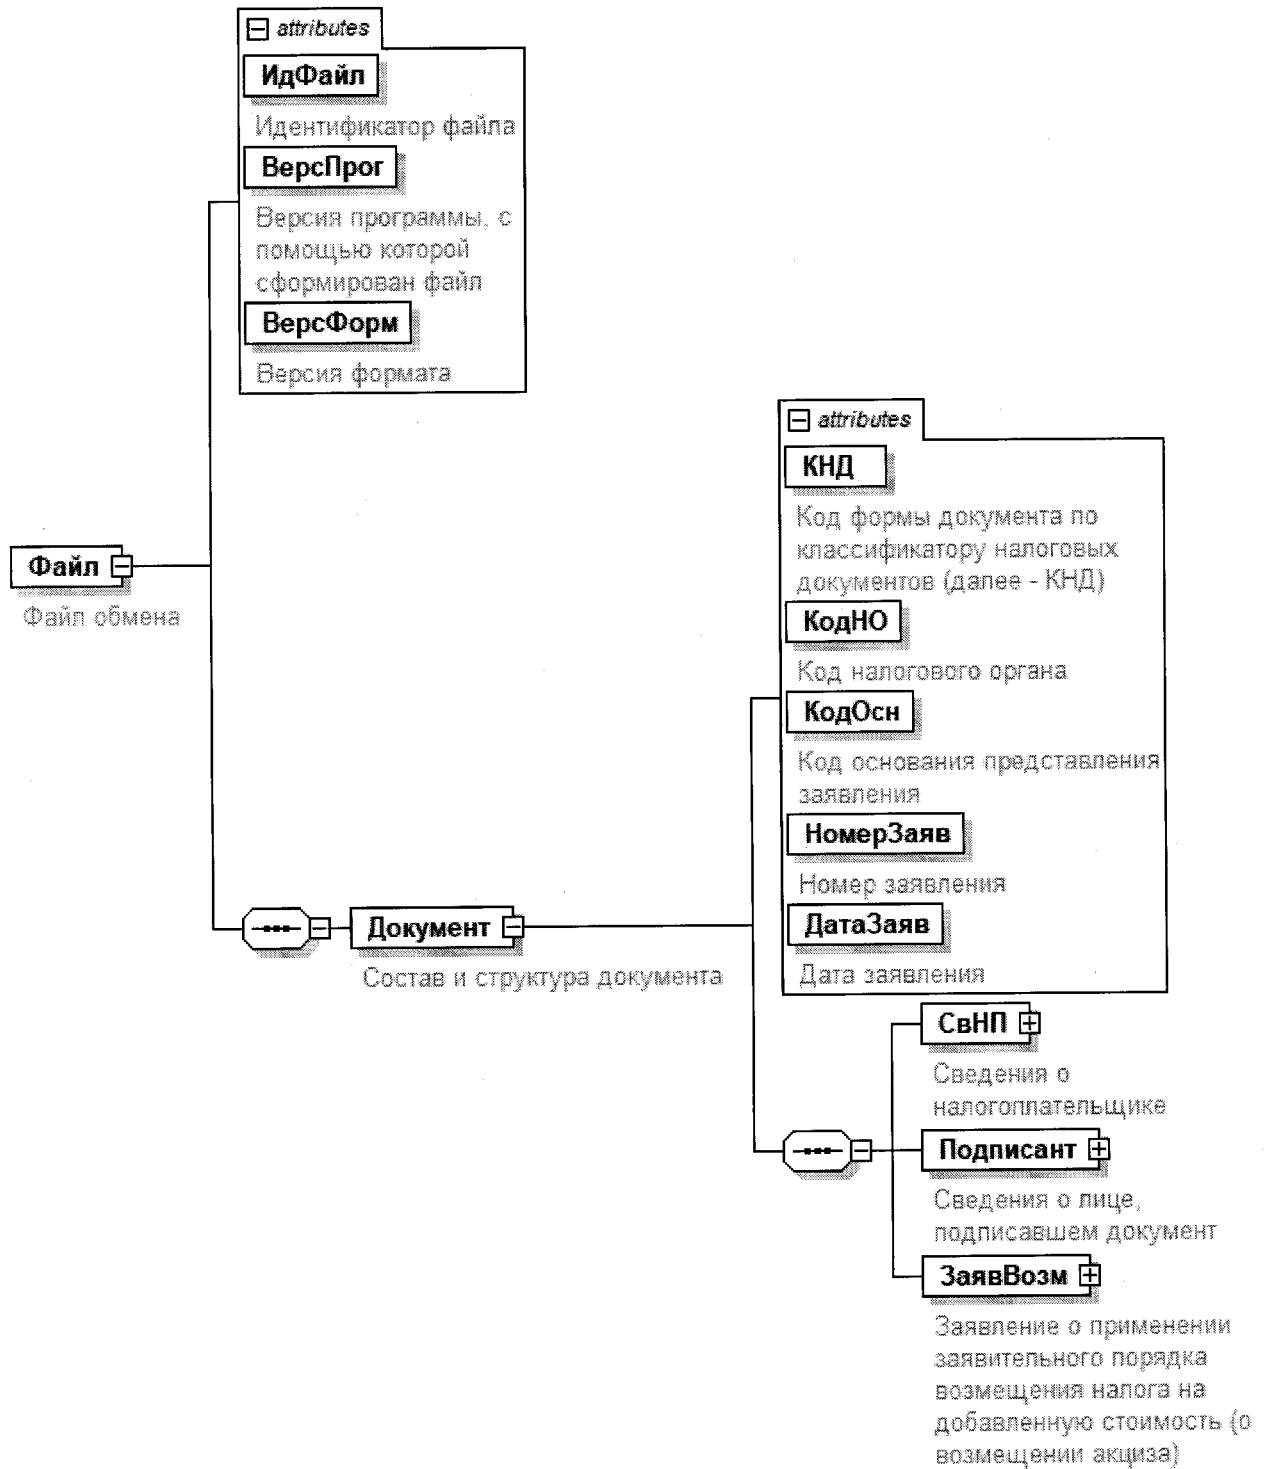 attributes
ИдФайл
Идентификатор файла
ВерсПрог
Версия программы, с
помощью которой
сформирован файл
ВерсФорм
Версия формата
Файл
Файл обмена
Документ
Состав и структура документа
attributes
КНД
Код формы документа по
классификатору налоговых
документов (далее - КНД)
КодНО
Код налогового органа
КодОсн
Код основания представления
заявления
НомерЗаяв
Номер заявления
ДатаЗаяв
Дата заявления
СвНП
Сведения о
налогоплательщике
Подписант
Сведения о лице,
подписавшем документ
ЗаявВозм
Заявление о применении
заявительного порядка
возмещения налога на
добавленную стоимость (о
возмещении акциза)